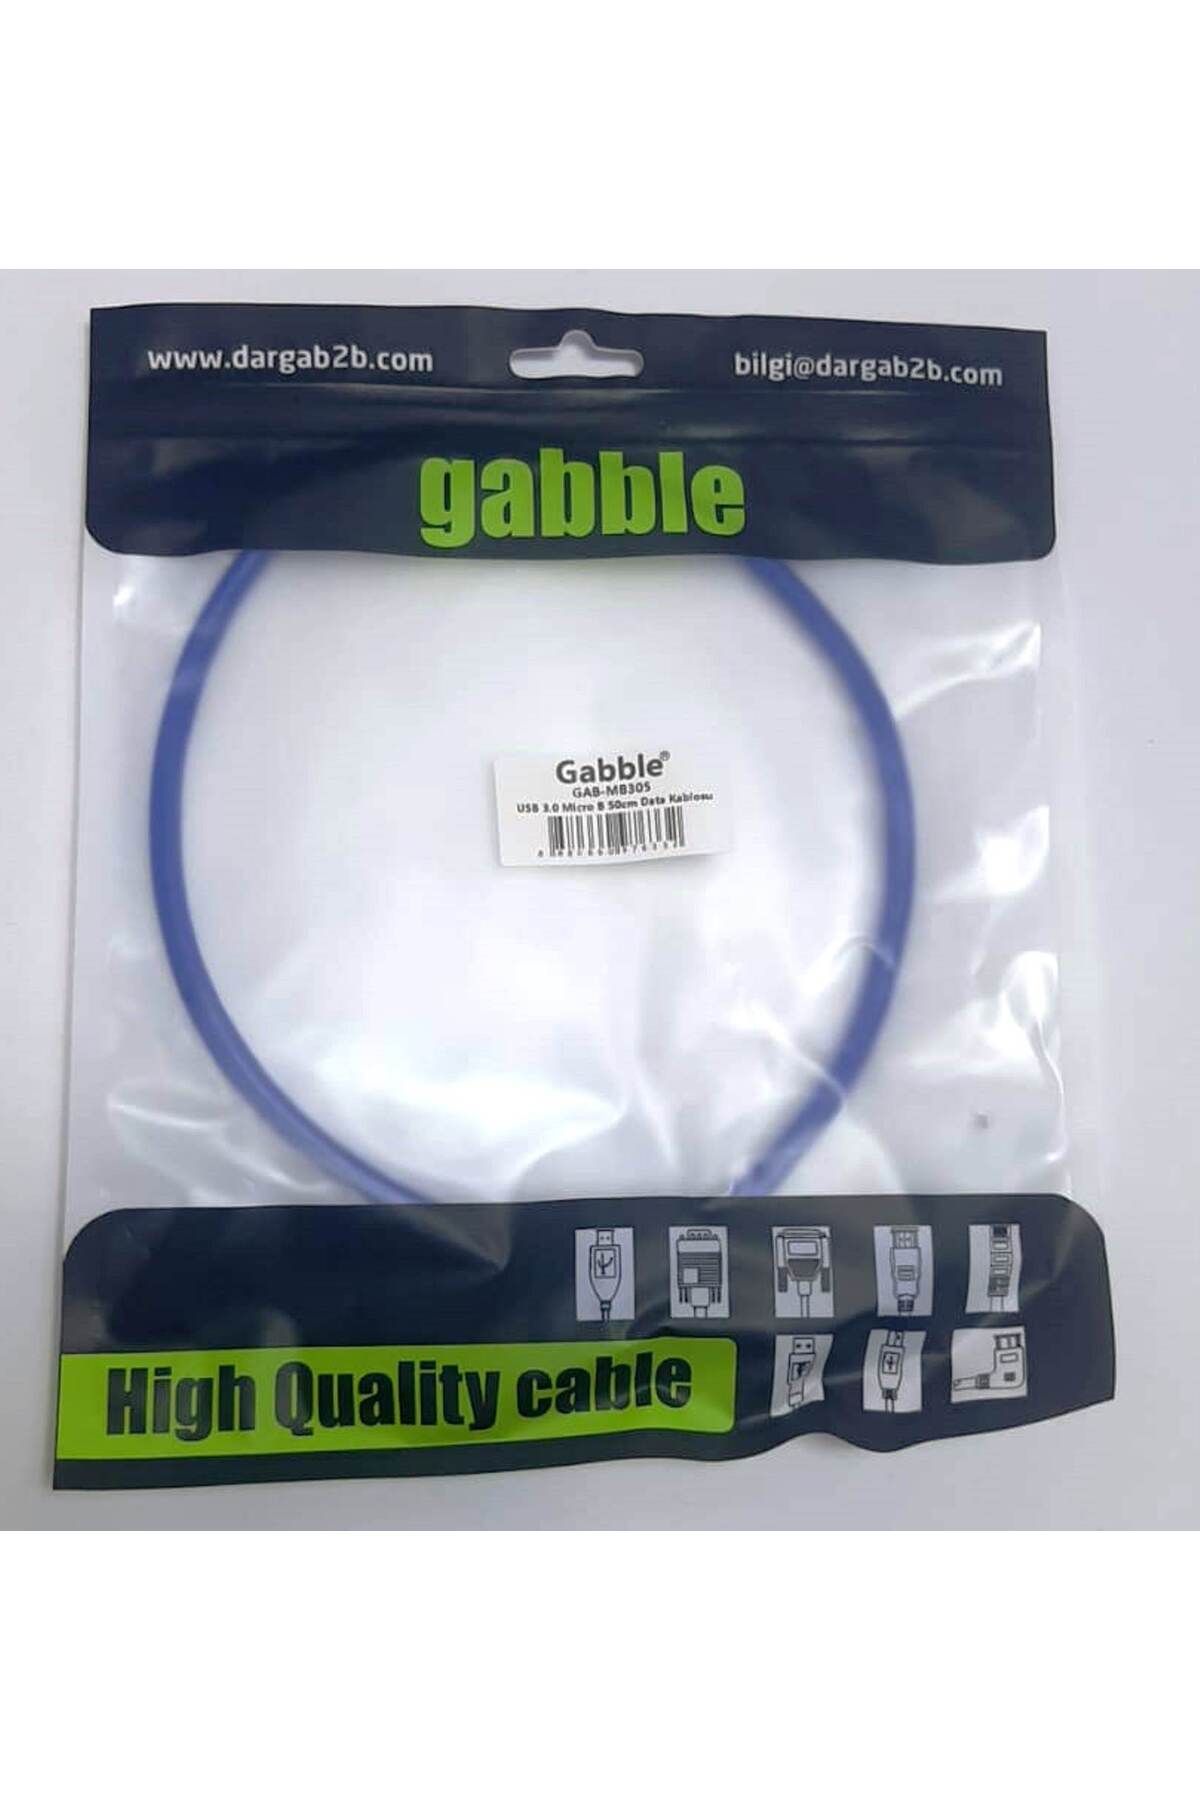 www.dargab2b.com
bilgi@dargab2b.com
gabble
Gabble®
GAB-MB305
USB 3.0 Micro B 50cm Data Kablosu
High Quality cable